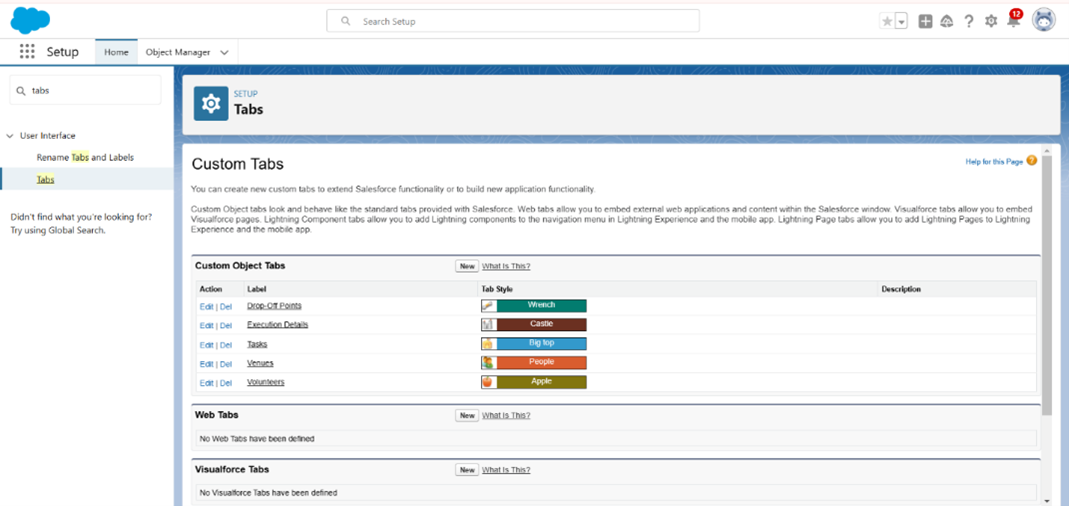 Search Setup
12
Setup
Home
Object Manager
tabs
User Interface
Rename Tabs and Labels
Tabs
Didn't find what you're looking for?
Try using Global Search.
SETUP
Tabs
Custom Tabs
Help for this Page
You can create new custom tabs to extend Salesforce functionality or to build new application functionality.
Custom Object tabs look and behave like the standard tabs provided with Salesforce. Web tabs allow you to embed external web applications and content within the Salesforce window. Visualforce tabs allow you to embed
Visualforce pages. Lightning Component tabs allow you to add Lightning components to the navigation menu in Lightning Experience and the mobile app. Lightning Page tabs allow you to add Lightning Pages to Lightning
Experience and the mobile app.
Custom Object Tabs New What Is This?
Action Label Tab Style Description
Edit | Del Drop-Off Points Wrench
Edit | Del Execution Details Castle
Edit | Del Tasks Big top
Edit | Del Venues People
Edit | Del Volunteers Apple
Web Tabs New What Is This?
No Web Tabs have been defined
Visualforce Tabs New What Is This?
No Visualforce Tabs have been defined